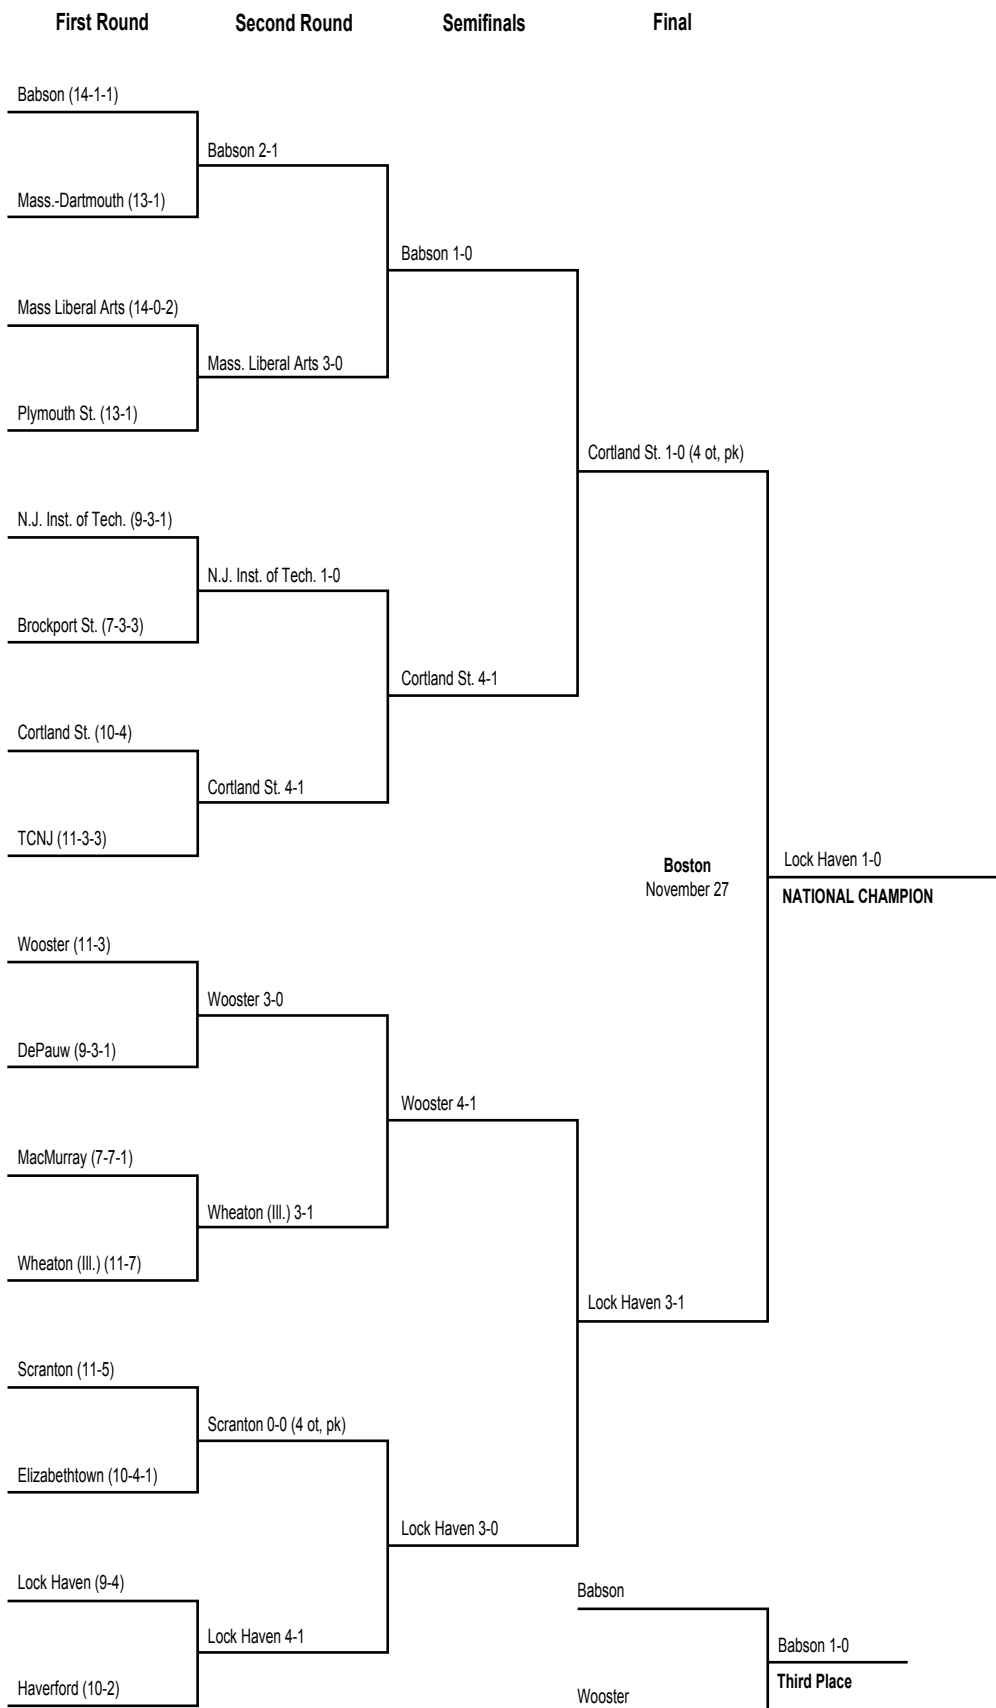 First Round Second Round Semifinals Final
Babson (14-1-1)
Babson 2-1
Mass.-Dartmouth (13-1)
Babson 1-0
Mass Liberal Arts (14-0-2)
Mass. Liberal Arts 3-0
Plymouth St. (13-1)
Cortland St. 1-0 (4 ot, pk)
N.J. Inst. of Tech. (9-3-1)
N.J. Inst. of Tech. 1-0
Brockport St. (7-3-3)
Cortland St. 4-1
Cortland St. (10-4)
Cortland St. 4-1
TCNJ (11-3-3)
Boston
November 27
Lock Haven 1-0
NATIONAL CHAMPION
Wooster (11-3)
Wooster 3-0
DePauw (9-3-1)
Wooster 4-1
MacMurray (7-7-1)
Wheaton (Ill.) 3-1
Wheaton (Ill.) (11-7)
Lock Haven 3-1
Scranton (11-5)
Scranton 0-0 (4 ot, pk)
Elizabethtown (10-4-1)
Lock Haven 3-0
Lock Haven (9-4)
Lock Haven 4-1
Haverford (10-2)
Babson
Babson 1-0
Third Place
Wooster